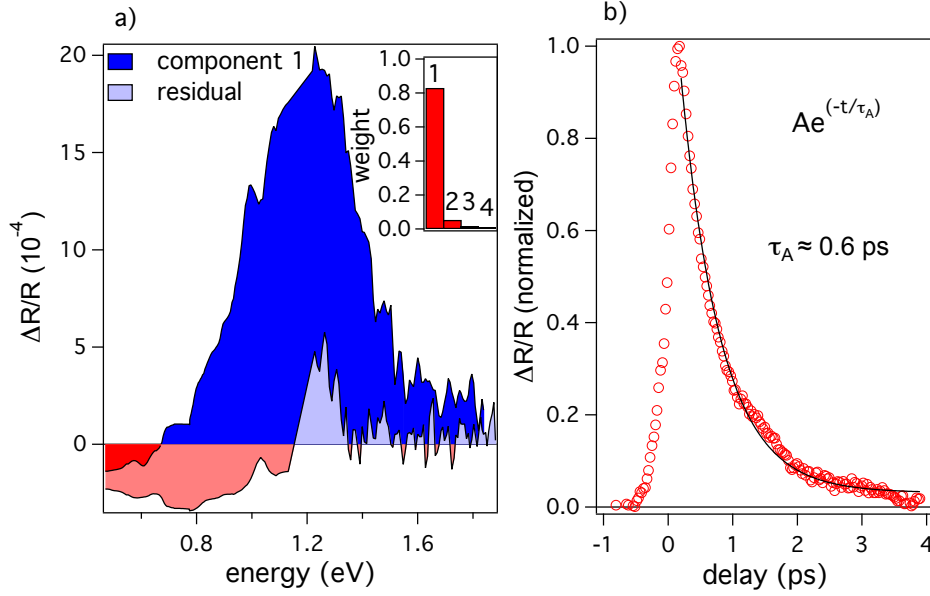 a)
component 1
residual
ΔR/R (10⁻⁴)
20
15
10
5
0
0.8
1.2
1.6
energy (eV)
weight
1.0
0.8
0.6
0.4
0.2
0.0
1
2
3
4
b)
Ae^(-t/τ_A)
τ_A ≈ 0.6 ps
ΔR/R (normalized)
1.0
0.8
0.6
0.4
0.2
0.0
-1
0
1
2
3
4
delay (ps)